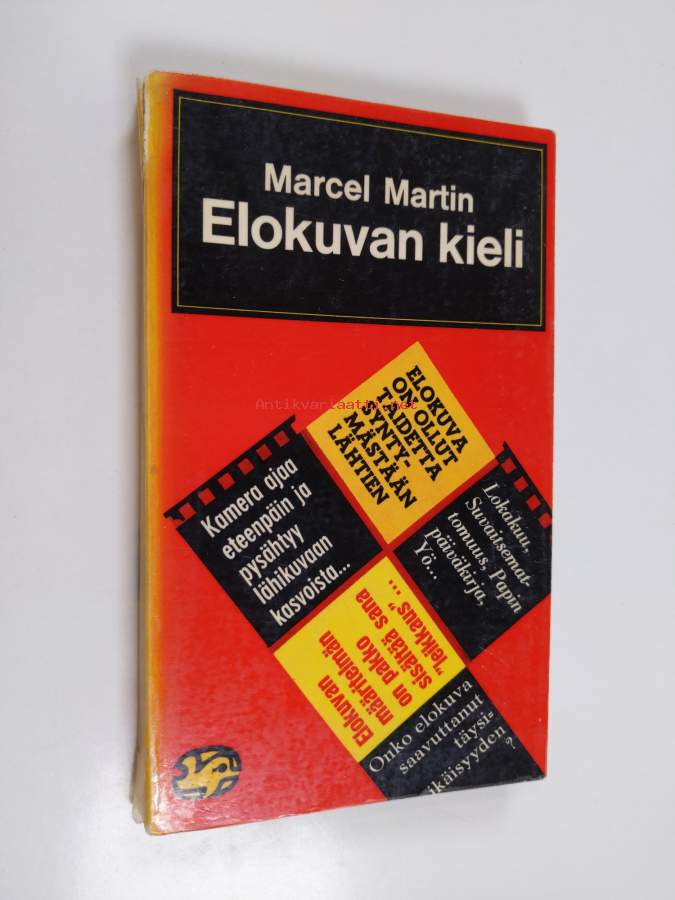 Marcel Martin
Elokuvan kieli
ELOKUVA
ON OLLUT
TAIDETTA
SYNTY-
MÄSTÄÄN
LÄHTIEN
Antikvariaatti.net
Kamera ajaa
eteenpäin ja
pysähtyy
lähikuvaan
kasvoista...
Lokakuu,
Suvaitsemat-
tomuus, Papin
päiväkirja,
Yö...
Elokuvan
määritelmän
on pakko
sisältää sana
"leikkaus"...
Onko elokuva
saavuttanut
täysi-
ikäisyyden
?